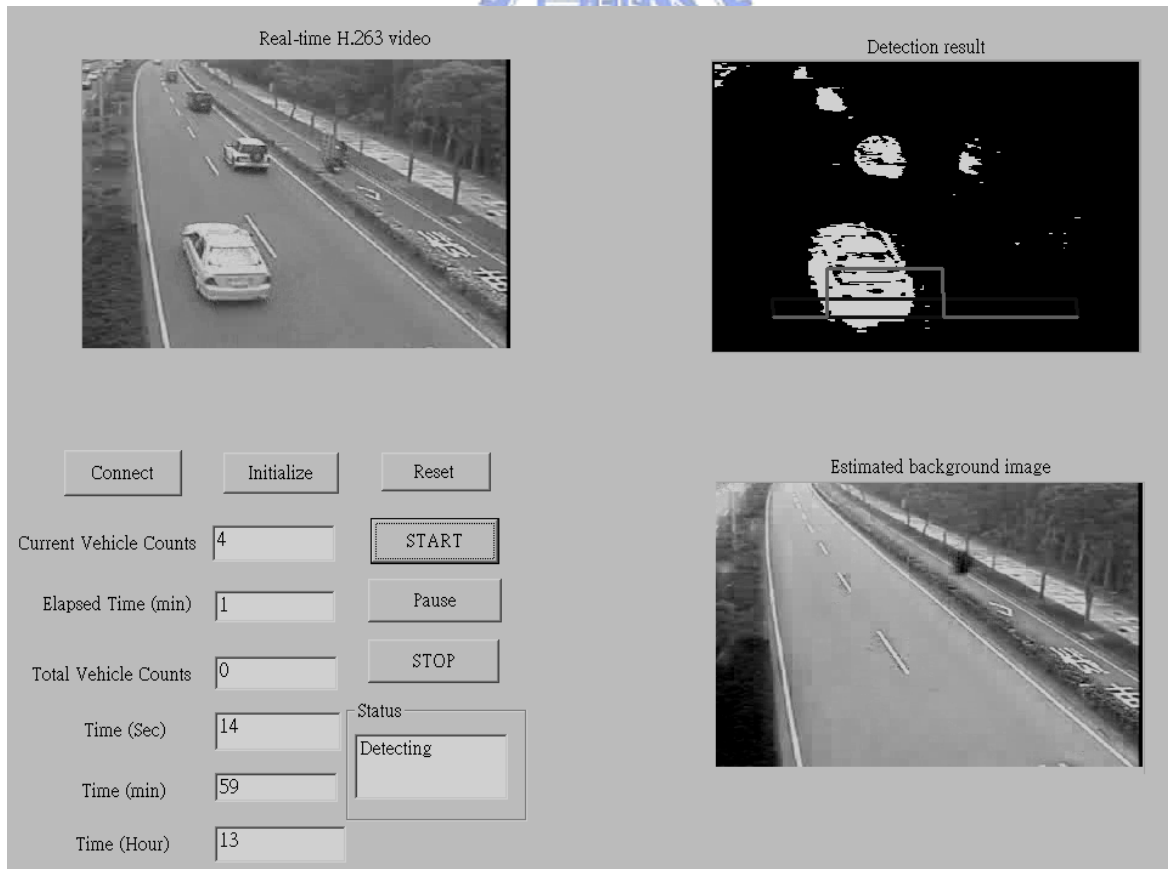 Real-time H.263 video
Detection result
Connect
Initialize
Reset
Estimated background image
Current Vehicle Counts
4
START
Elapsed Time (min)
1
Pause
Total Vehicle Counts
0
STOP
Time (Sec)
14
Status
Detecting
Time (min)
59
Time (Hour)
13